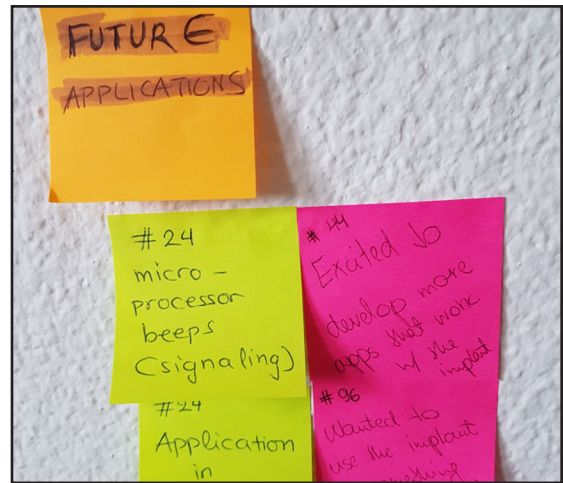 FUTURE
APPLICATIONS
#24
micro-
processor
beeps
(signaling)
#44
Excited to
develop more
apps that work
w/ the
implant
#24
Application
in
#96
Wanted to
use the implant
something